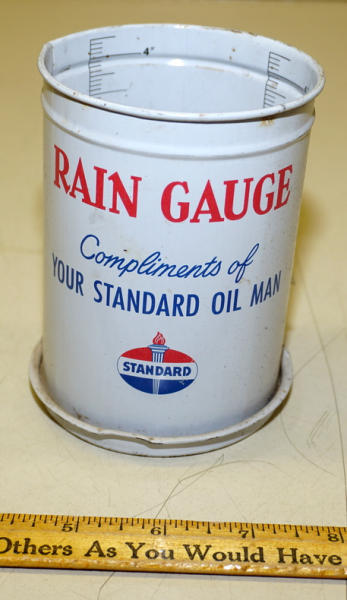 4"
RAIN GAUGE
Compliments of
YOUR STANDARD OIL MAN
STANDARD
5 6 7 8
Others As You Would Have